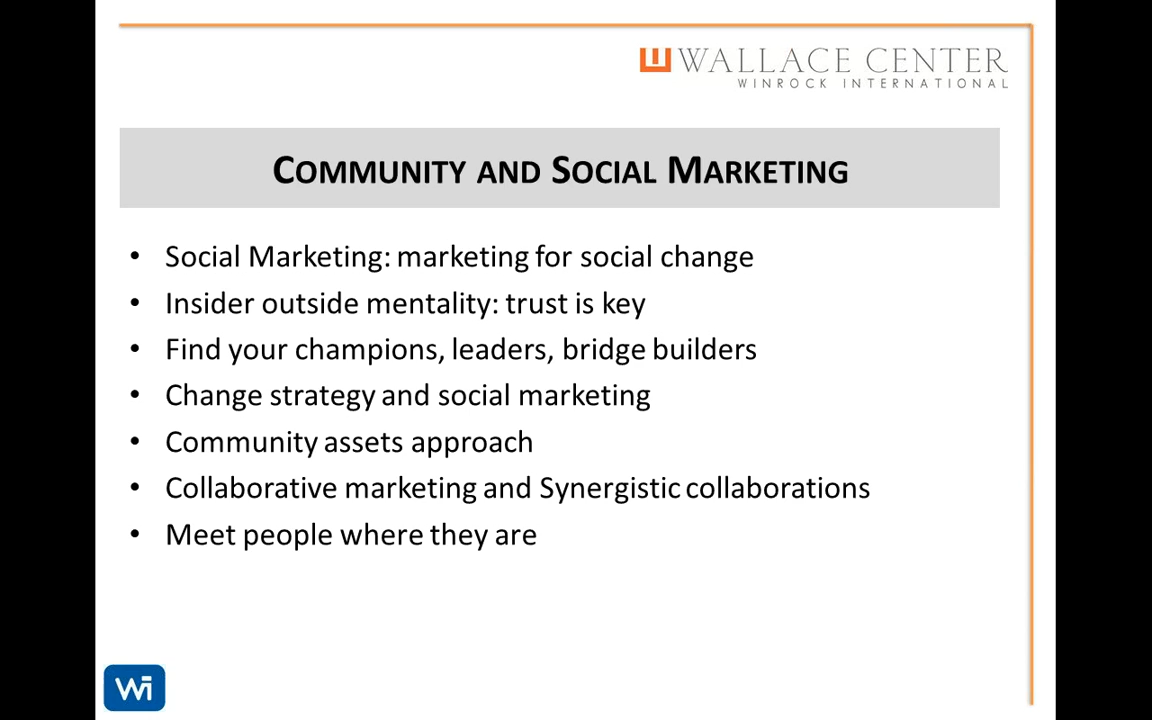 WALLACE CENTER
WINROCK INTERNATIONAL
COMMUNITY AND SOCIAL MARKETING
• Social Marketing: marketing for social change
• Insider outside mentality: trust is key
• Find your champions, leaders, bridge builders
• Change strategy and social marketing
• Community assets approach
• Collaborative marketing and Synergistic collaborations
• Meet people where they are
Wi